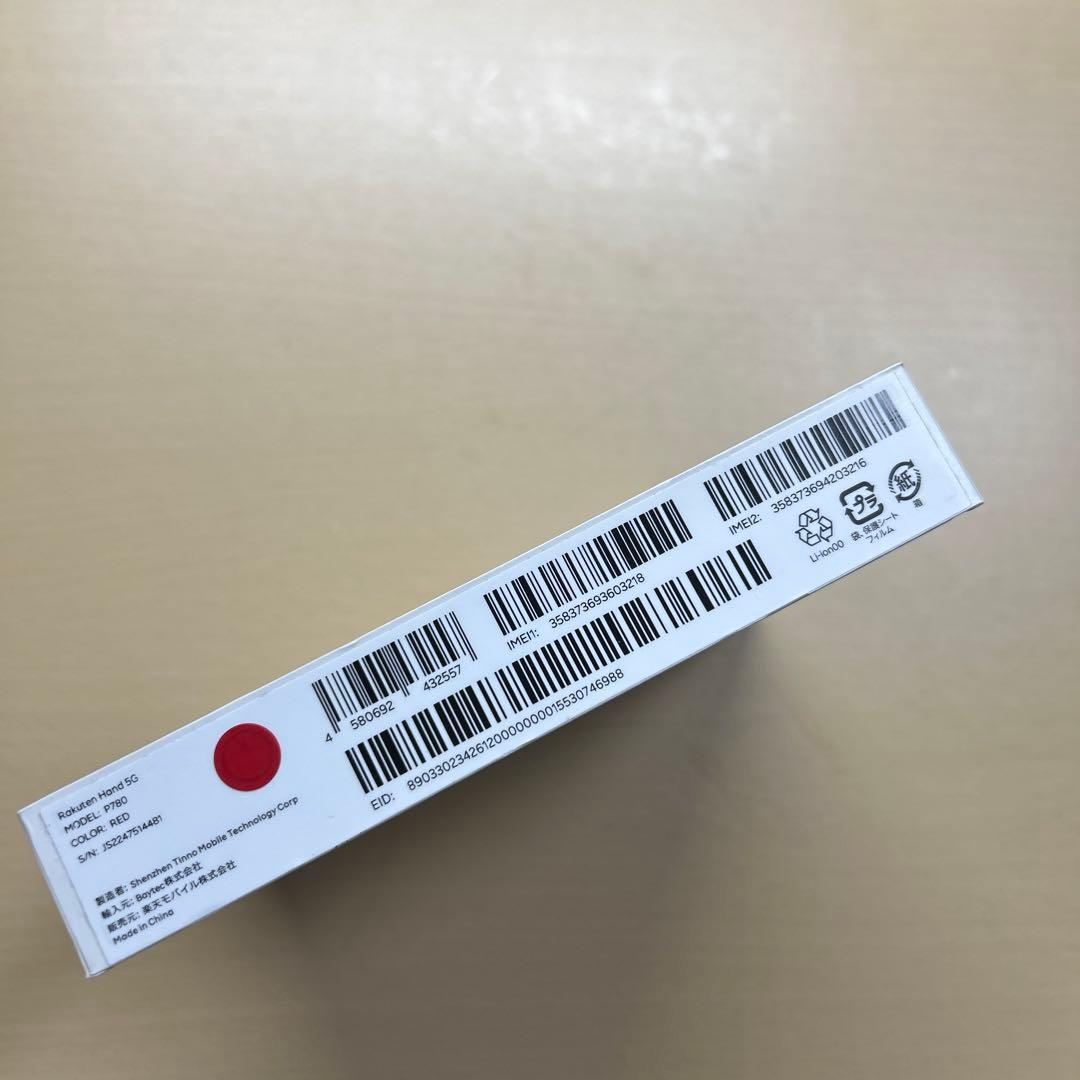 Rakuten Hand 5G
MODEL: P780
COLOR: RED
S/N: JS2247514481
製造者: Shenzhen Tinno Mobile Technology Corp
輸入元: Baytec株式会社
販売元: 楽天モバイル株式会社
Made in China
4 580692 432557
EID: 89033023426120000000015530746988
IMEI1: 358373693603218
IMEI2: 358373694203216
Li-ion00
プラ
袋, 保護シート
フィルム
紙
箱